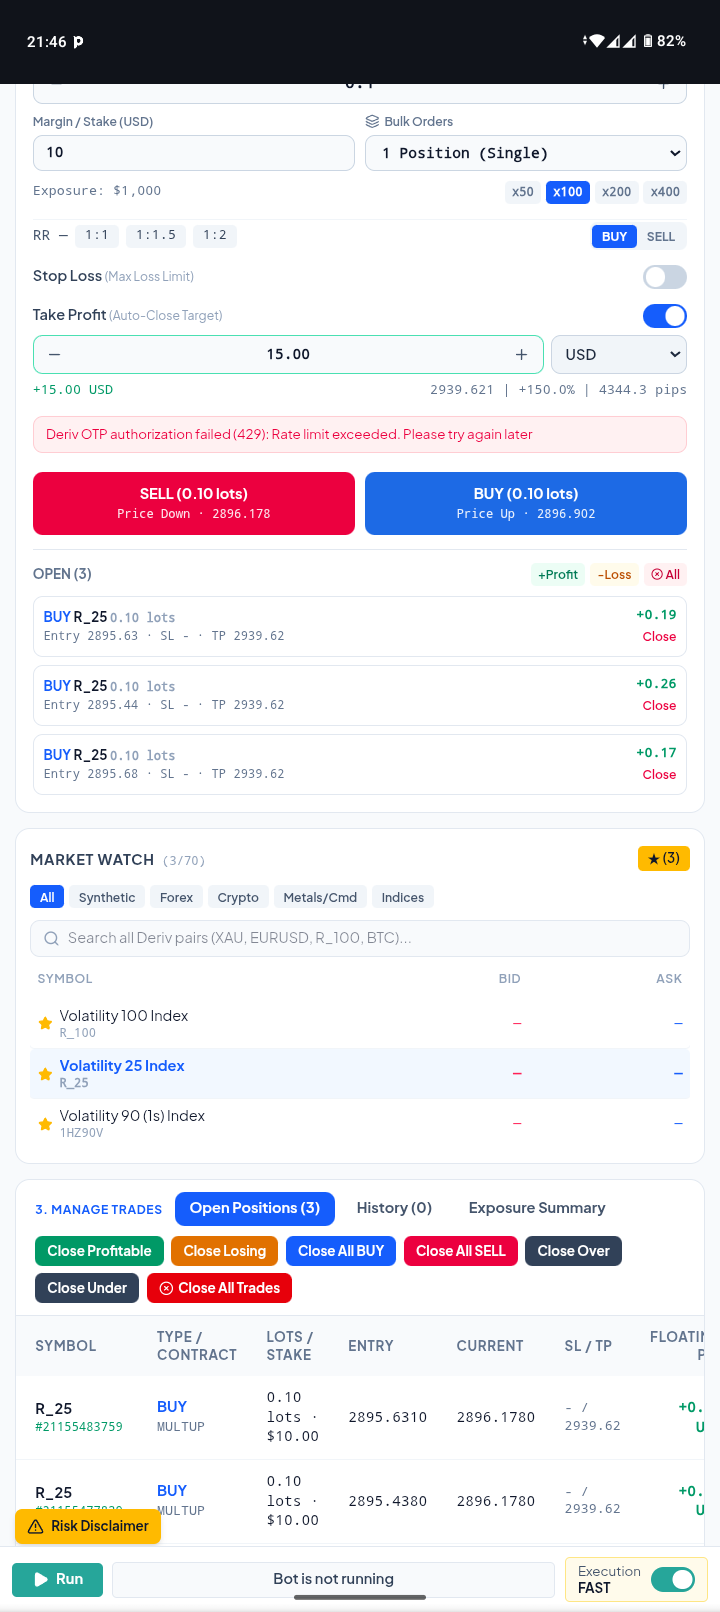 21:46
82%
Margin / Stake (USD)
Bulk Orders
10
1 Position (Single)
Exposure: $1,000
x50 x100 x200 x400
RR — 1:1 1:1.5 1:2
BUY SELL
Stop Loss (Max Loss Limit)
Take Profit (Auto-Close Target)
− 15.00 +
USD
+15.00 USD
2939.621 | +150.0% | 4344.3 pips
Deriv OTP authorization failed (429): Rate limit exceeded. Please try again later
SELL (0.10 lots)
Price Down · 2896.178
BUY (0.10 lots)
Price Up · 2896.902
OPEN (3)
+Profit -Loss All
BUY R_25 0.10 lots
+0.19
Entry 2895.63 · SL - · TP 2939.62
Close
BUY R_25 0.10 lots
+0.26
Entry 2895.44 · SL - · TP 2939.62
Close
BUY R_25 0.10 lots
+0.17
Entry 2895.68 · SL - · TP 2939.62
Close
MARKET WATCH (3/70)
★ (3)
All Synthetic Forex Crypto Metals/Cmd Indices
Search all Deriv pairs (XAU, EURUSD, R_100, BTC)...
SYMBOL BID ASK
Volatility 100 Index
R_100
— —
Volatility 25 Index
R_25
— —
Volatility 90 (1s) Index
1HZ90V
— —
3. MANAGE TRADES Open Positions (3) History (0) Exposure Summary
Close Profitable Close Losing Close All BUY Close All SELL Close Over
Close Under Close All Trades
SYMBOL
TYPE /
CONTRACT
LOTS /
STAKE
ENTRY
CURRENT
SL / TP
R_25
#21155483759
BUY
MULTUP
0.10
lots ·
$10.00
2895.6310
2896.1780
- /
2939.62
+0.
R_25
BUY
MULTUP
0.10
lots ·
$10.00
2895.4380
2896.1780
- /
2939.62
+0.
Risk Disclaimer
Run
Bot is not running
Execution
FAST